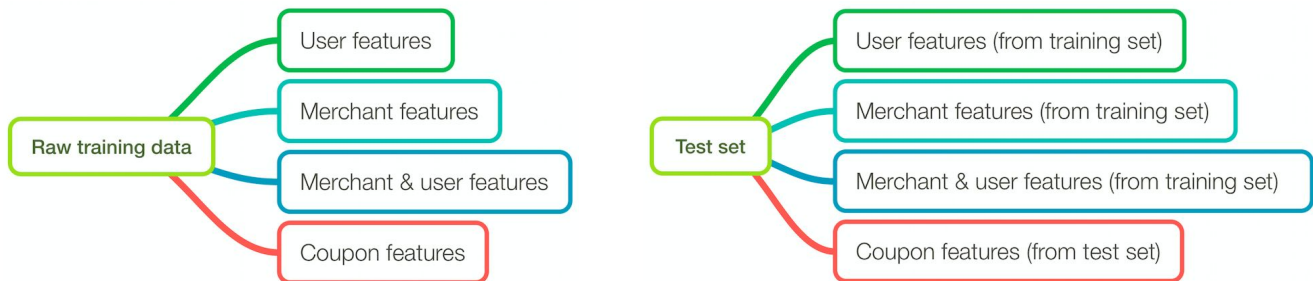 Raw training data
User features
Merchant features
Merchant & user features
Coupon features
Test set
User features (from training set)
Merchant features (from training set)
Merchant & user features (from training set)
Coupon features (from test set)